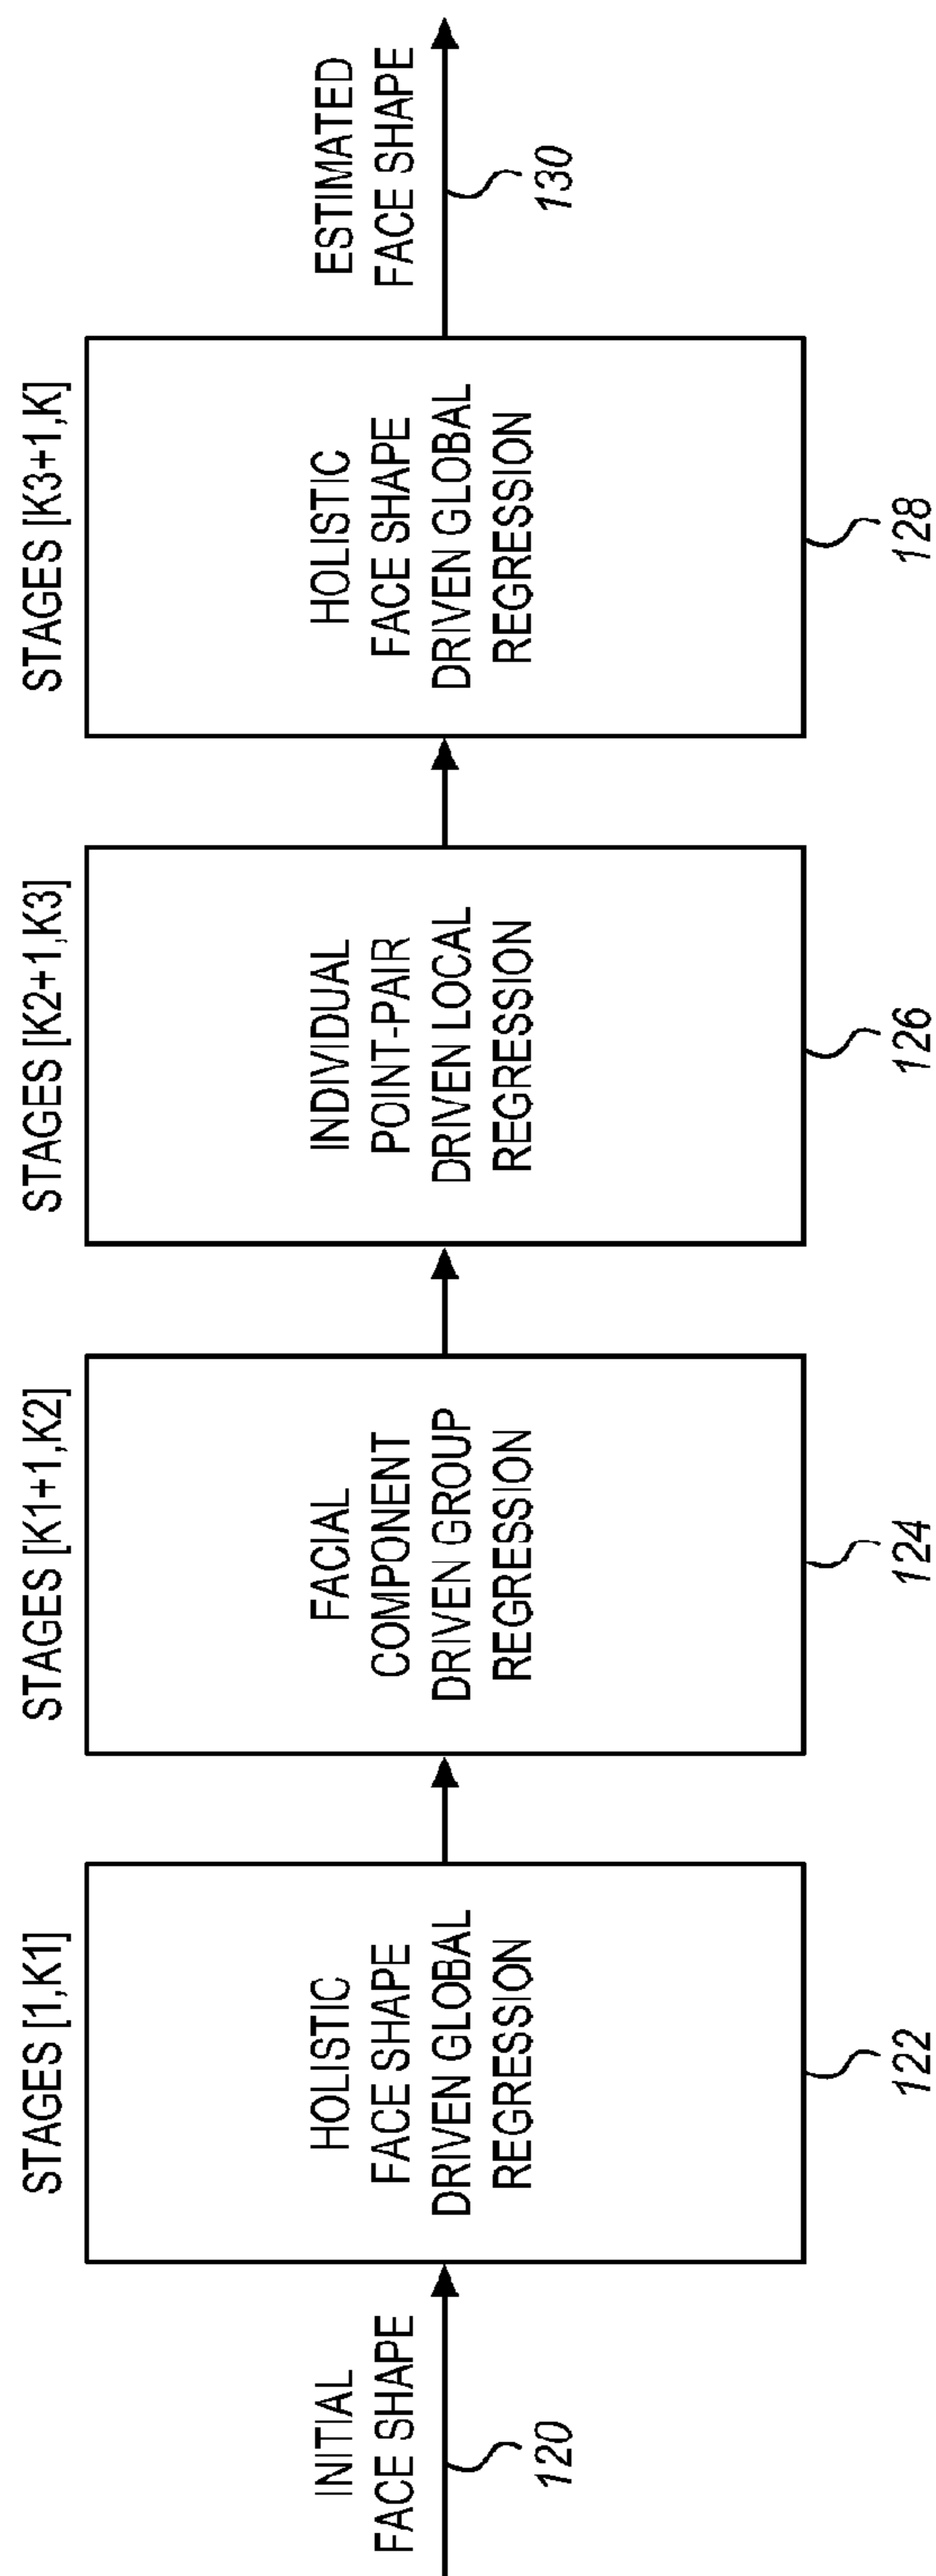 INITIAL
FACE SHAPE
120
STAGES [1,K1]
HOLISTIC
FACE SHAPE
DRIVEN GLOBAL
REGRESSION
122
STAGES [K1+1,K2]
FACIAL
COMPONENT
DRIVEN GROUP
REGRESSION
124
STAGES [K2+1,K3]
INDIVIDUAL
POINT-PAIR
DRIVEN LOCAL
REGRESSION
126
STAGES [K3+1,K]
HOLISTIC
FACE SHAPE
DRIVEN GLOBAL
REGRESSION
128
ESTIMATED
FACE SHAPE
130